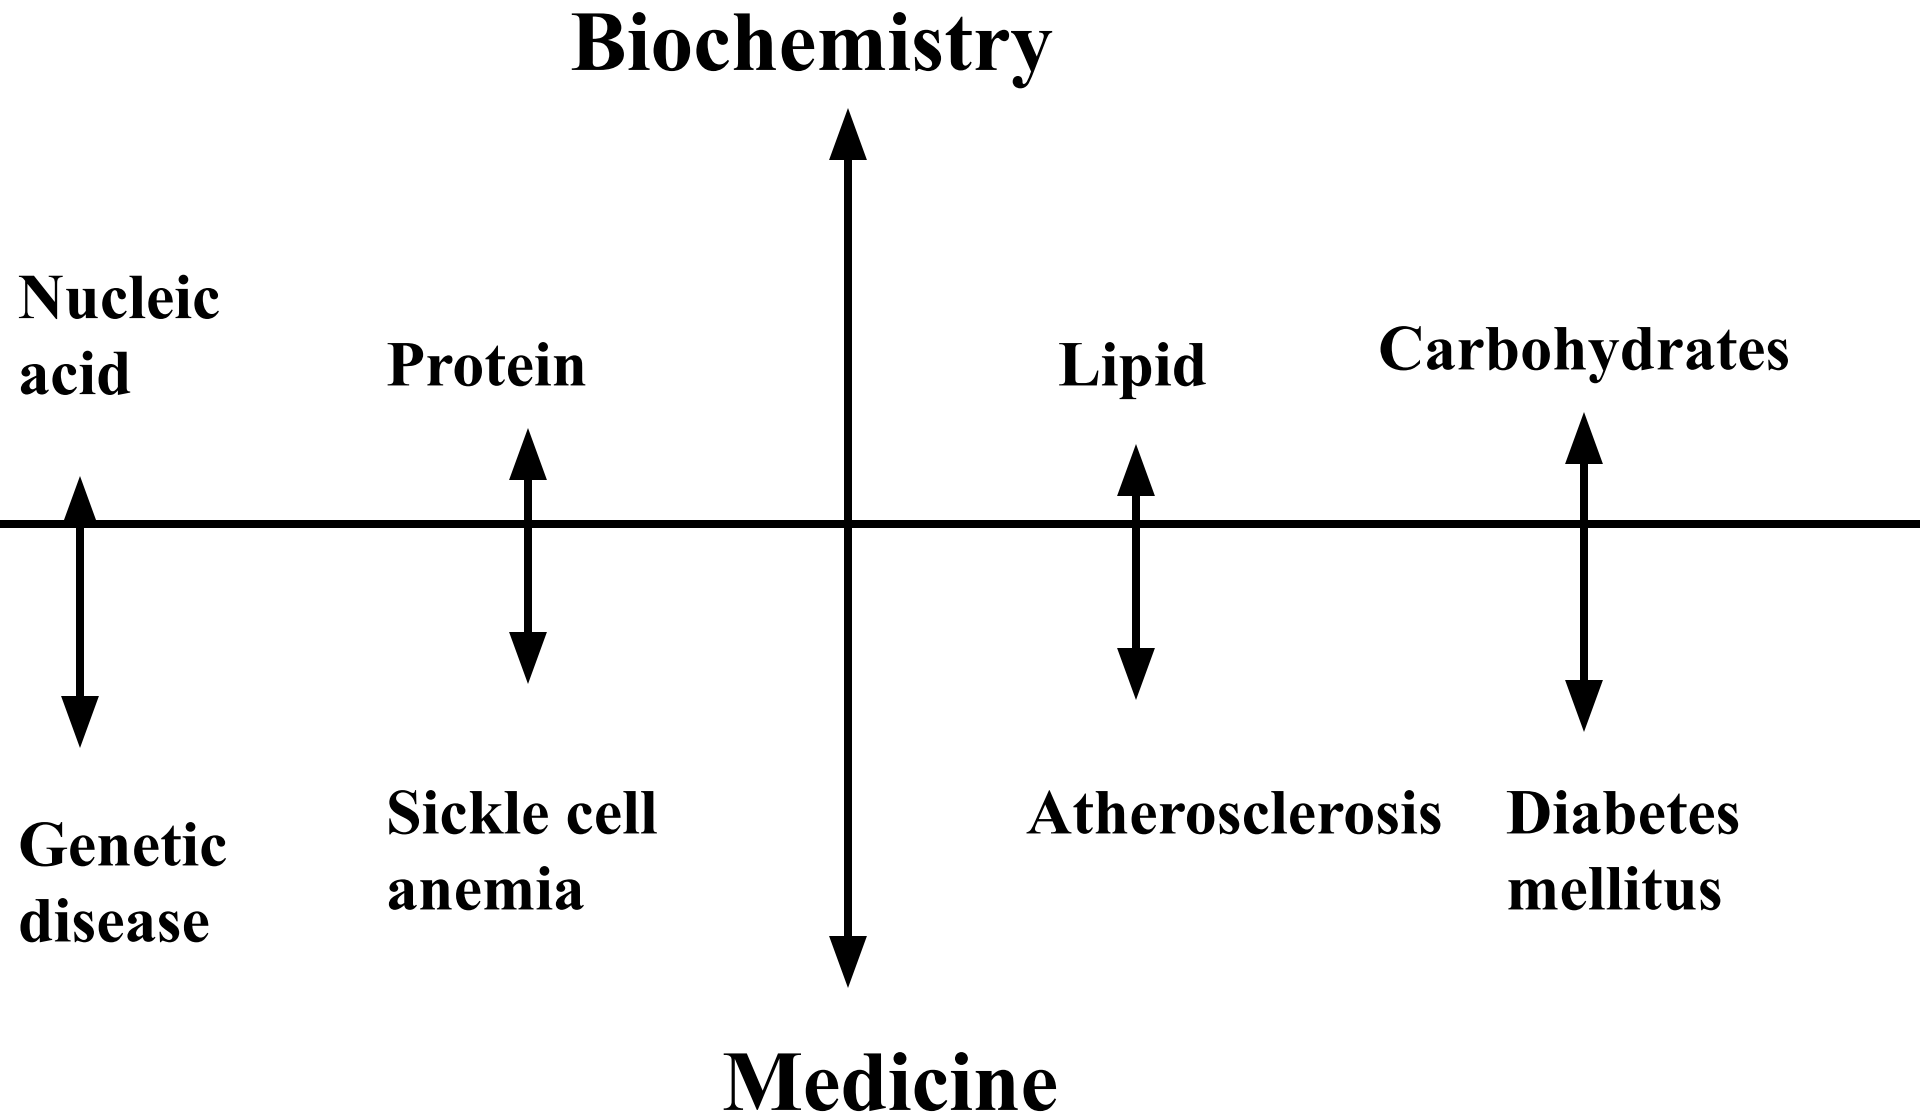 Biochemistry
Nucleic
acid
Protein
Lipid
Carbohydrates
Genetic
disease
Sickle cell
anemia
Atherosclerosis
Diabetes
mellitus
Medicine